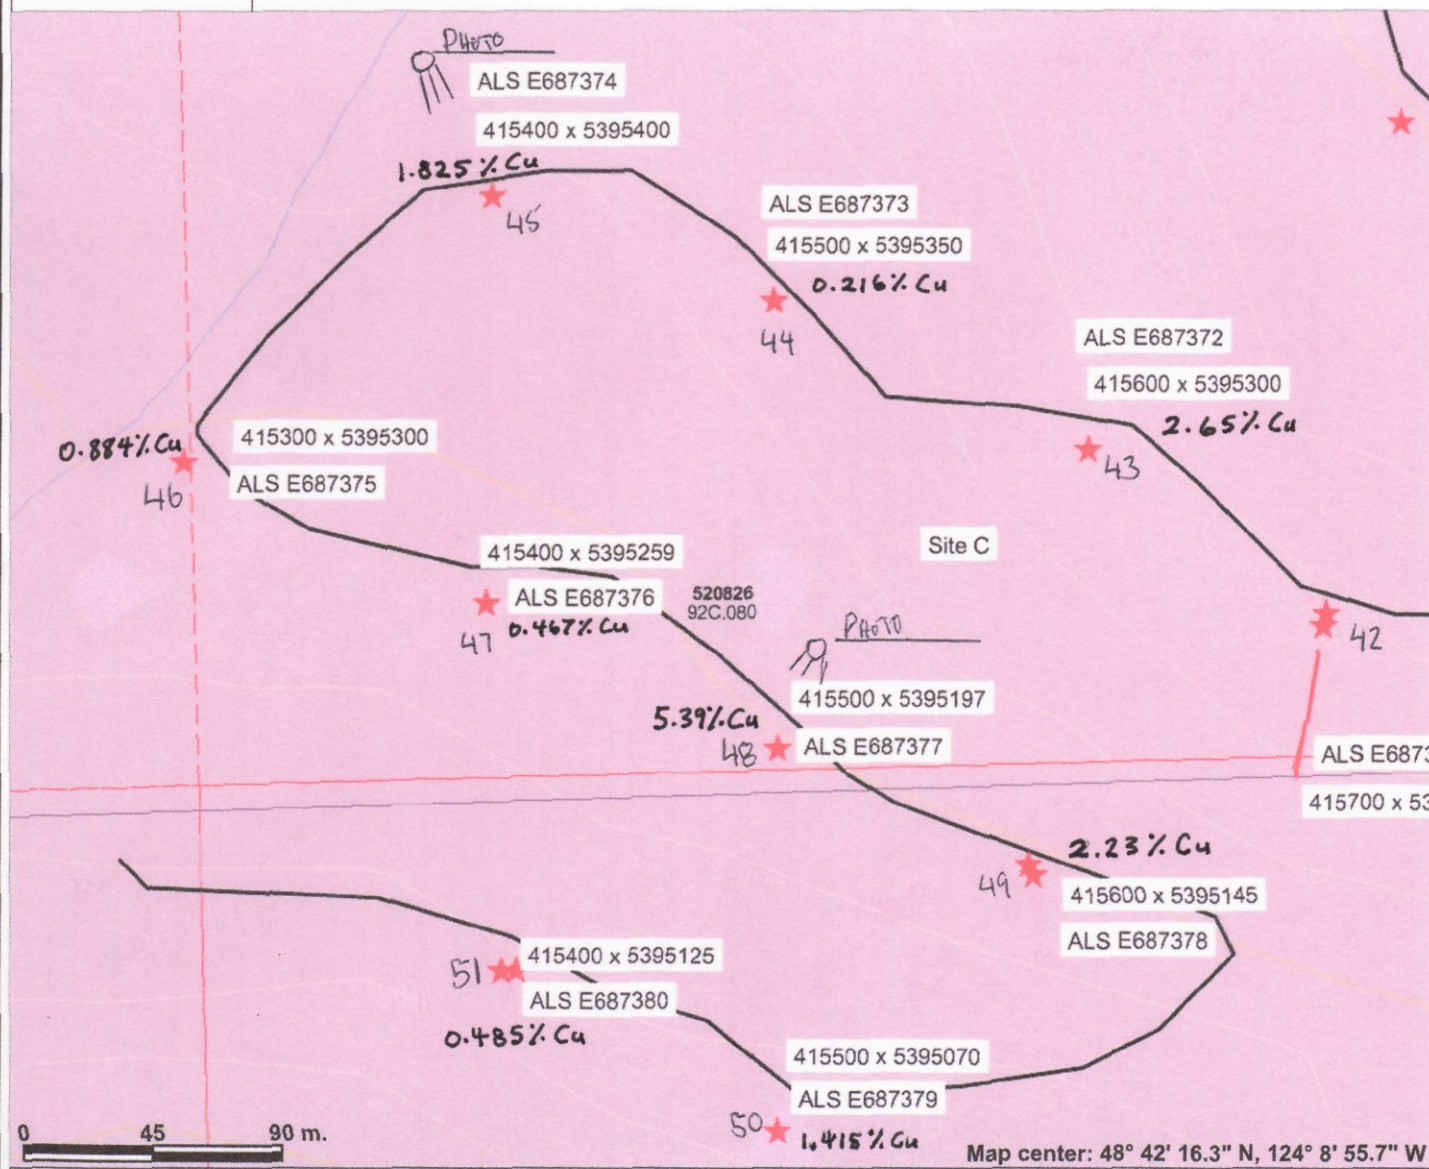 PHOTO
ALS E687374
415400 x 5395400
1.825% Cu
45
ALS E687373
415500 x 5395350
0.216% Cu
44
ALS E687372
415600 x 5395300
2.65% Cu
43
0.884% Cu
46
415300 x 5395300
ALS E687375
415400 x 5395259
ALS E687376
0.467% Cu
47
520826
92C.080
Site C
42
PHOTO
415500 x 5395197
5.39% Cu
48
ALS E687377
ALS E6873
415700 x 53
2.23% Cu
49
415600 x 5395145
ALS E687378
51
415400 x 5395125
ALS E687380
0.485% Cu
415500 x 5395070
ALS E687379
50
1.415% Cu
0 45 90 m.
Map center: 48° 42' 16.3" N, 124° 8' 55.7" W